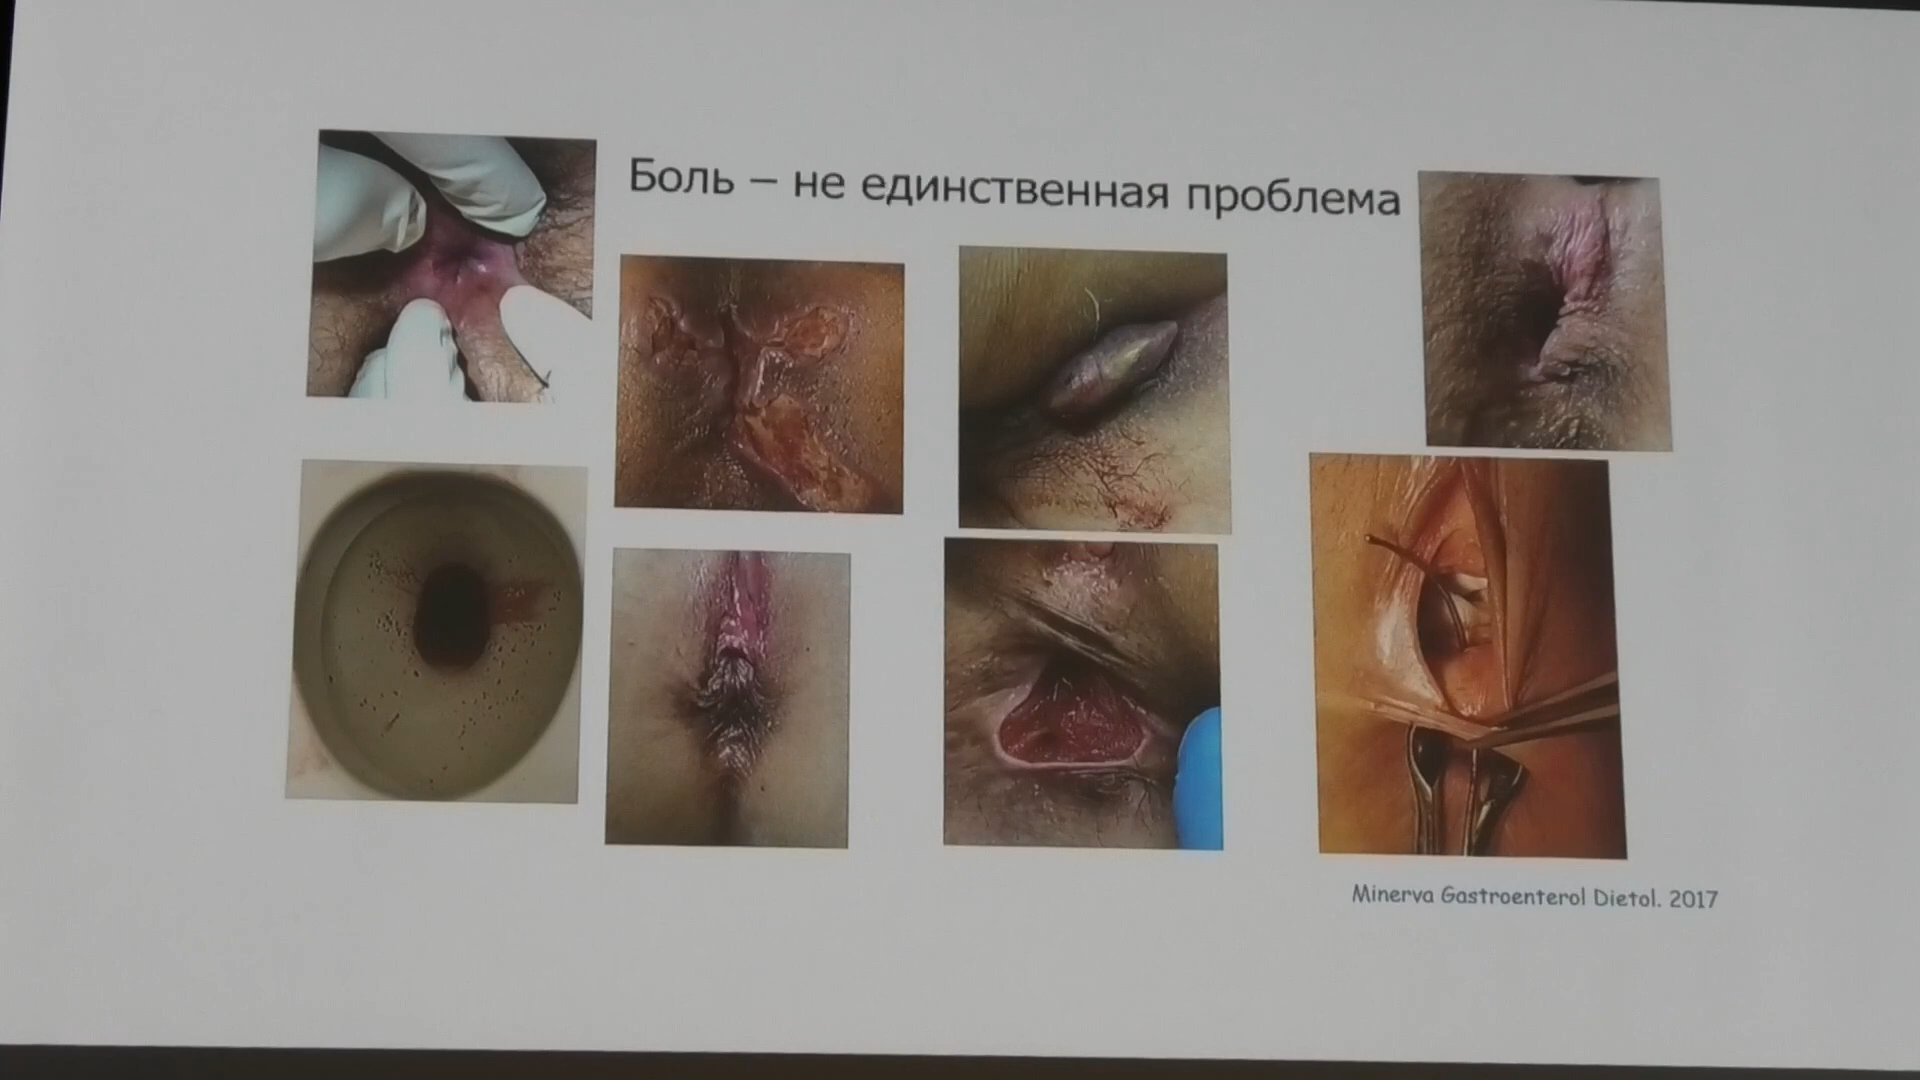 Боль – не единственная проблема
Minerva Gastroenterol Dietol. 2017